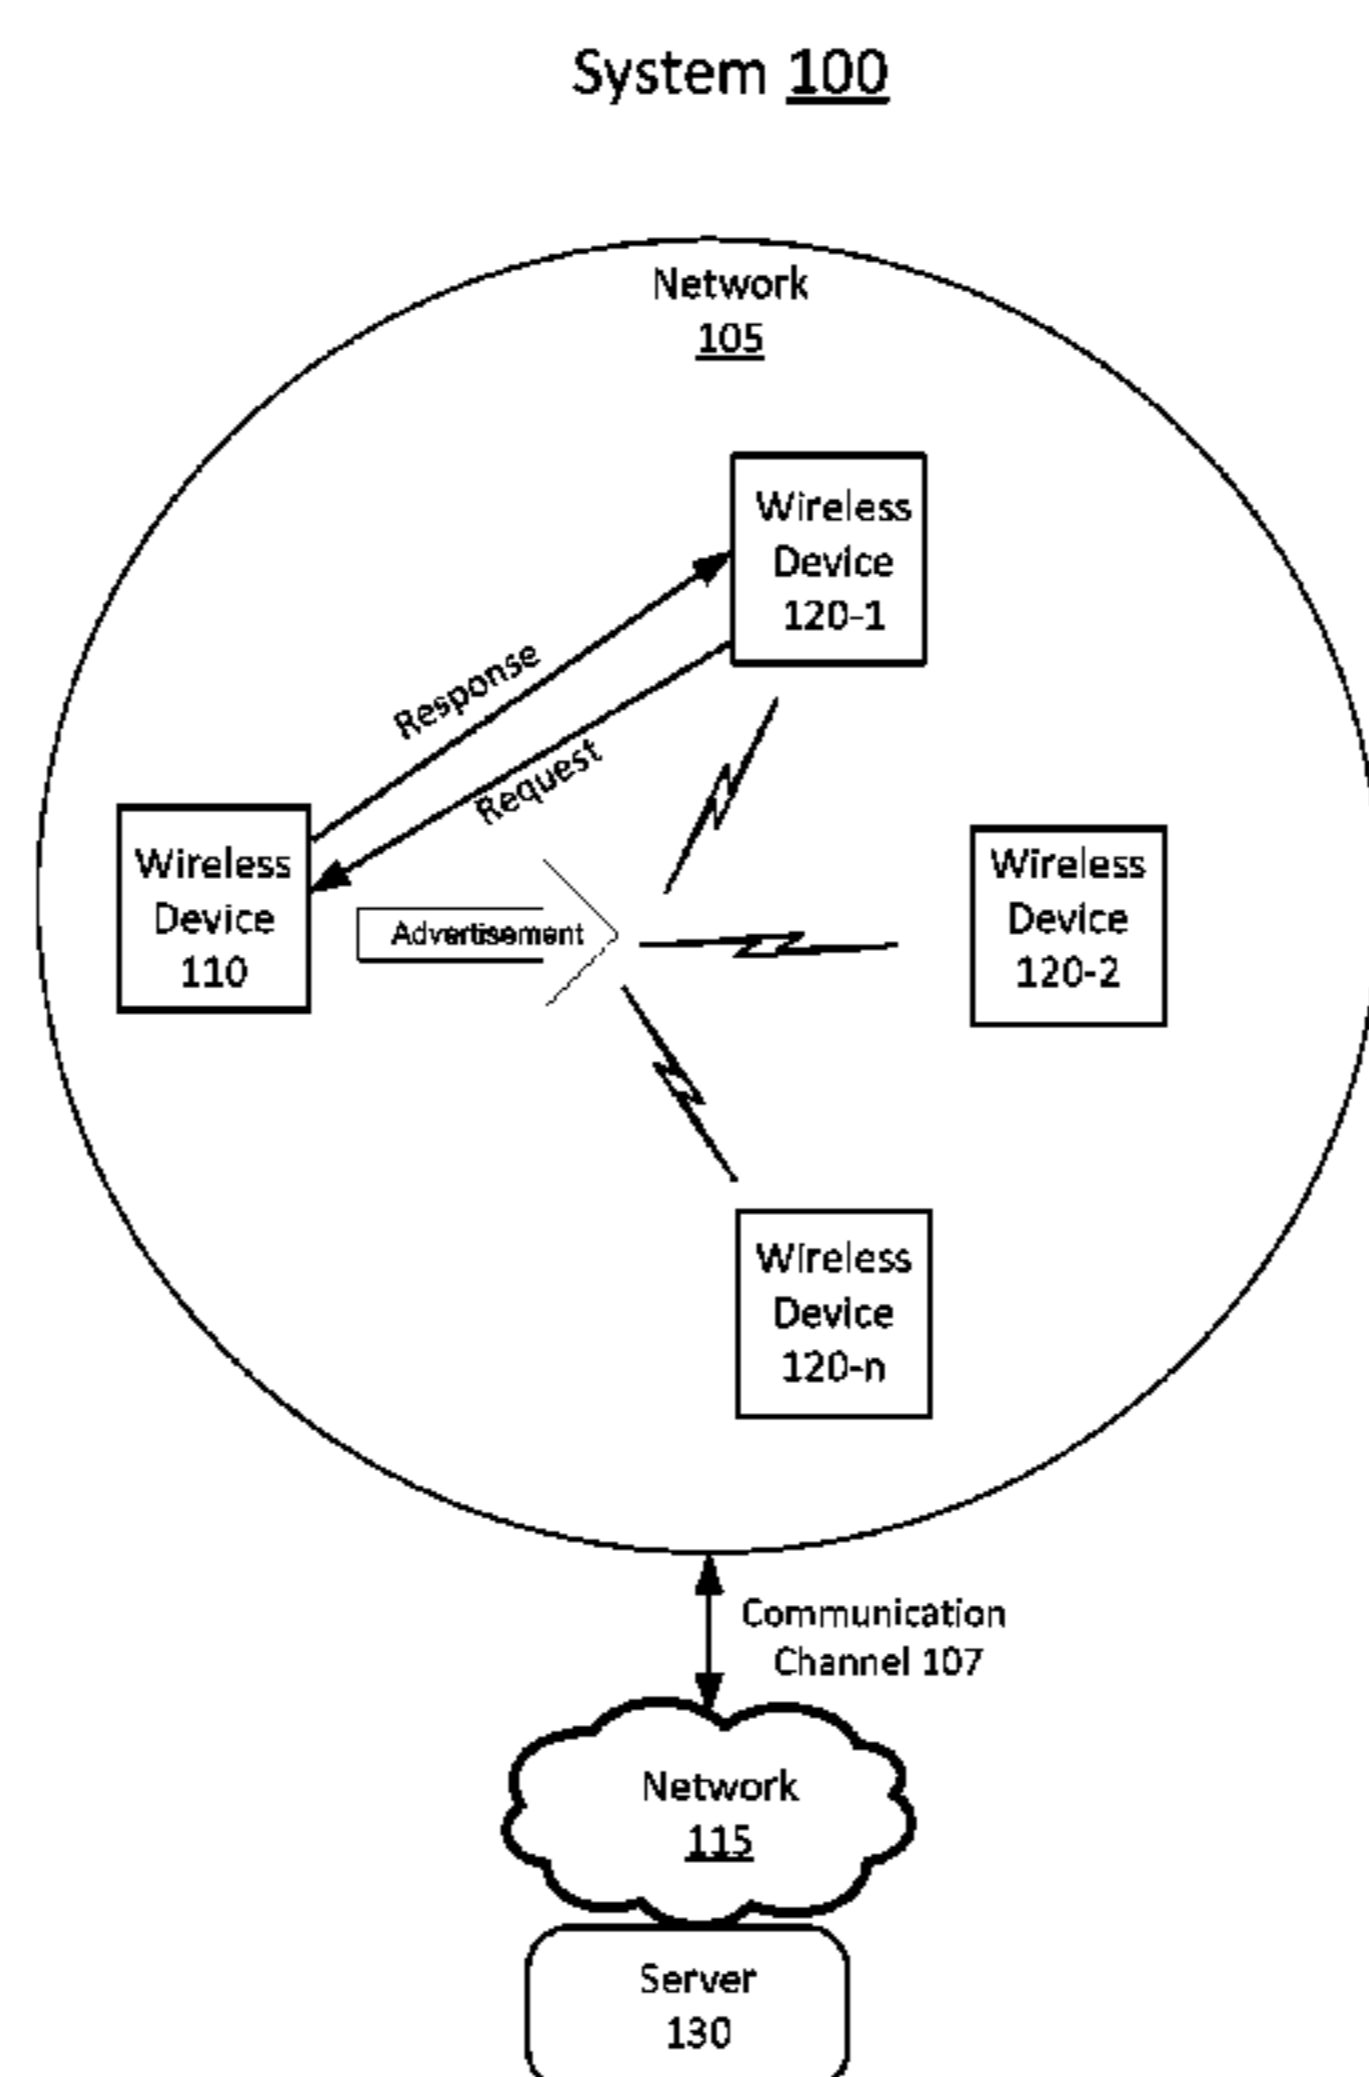 System 100
Network
105
Wireless
Device
120-1
Response
Request
Wireless
Device
110
Advertisement
Wireless
Device
120-2
Wireless
Device
120-n
Communication
Channel 107
Network
115
Server
130